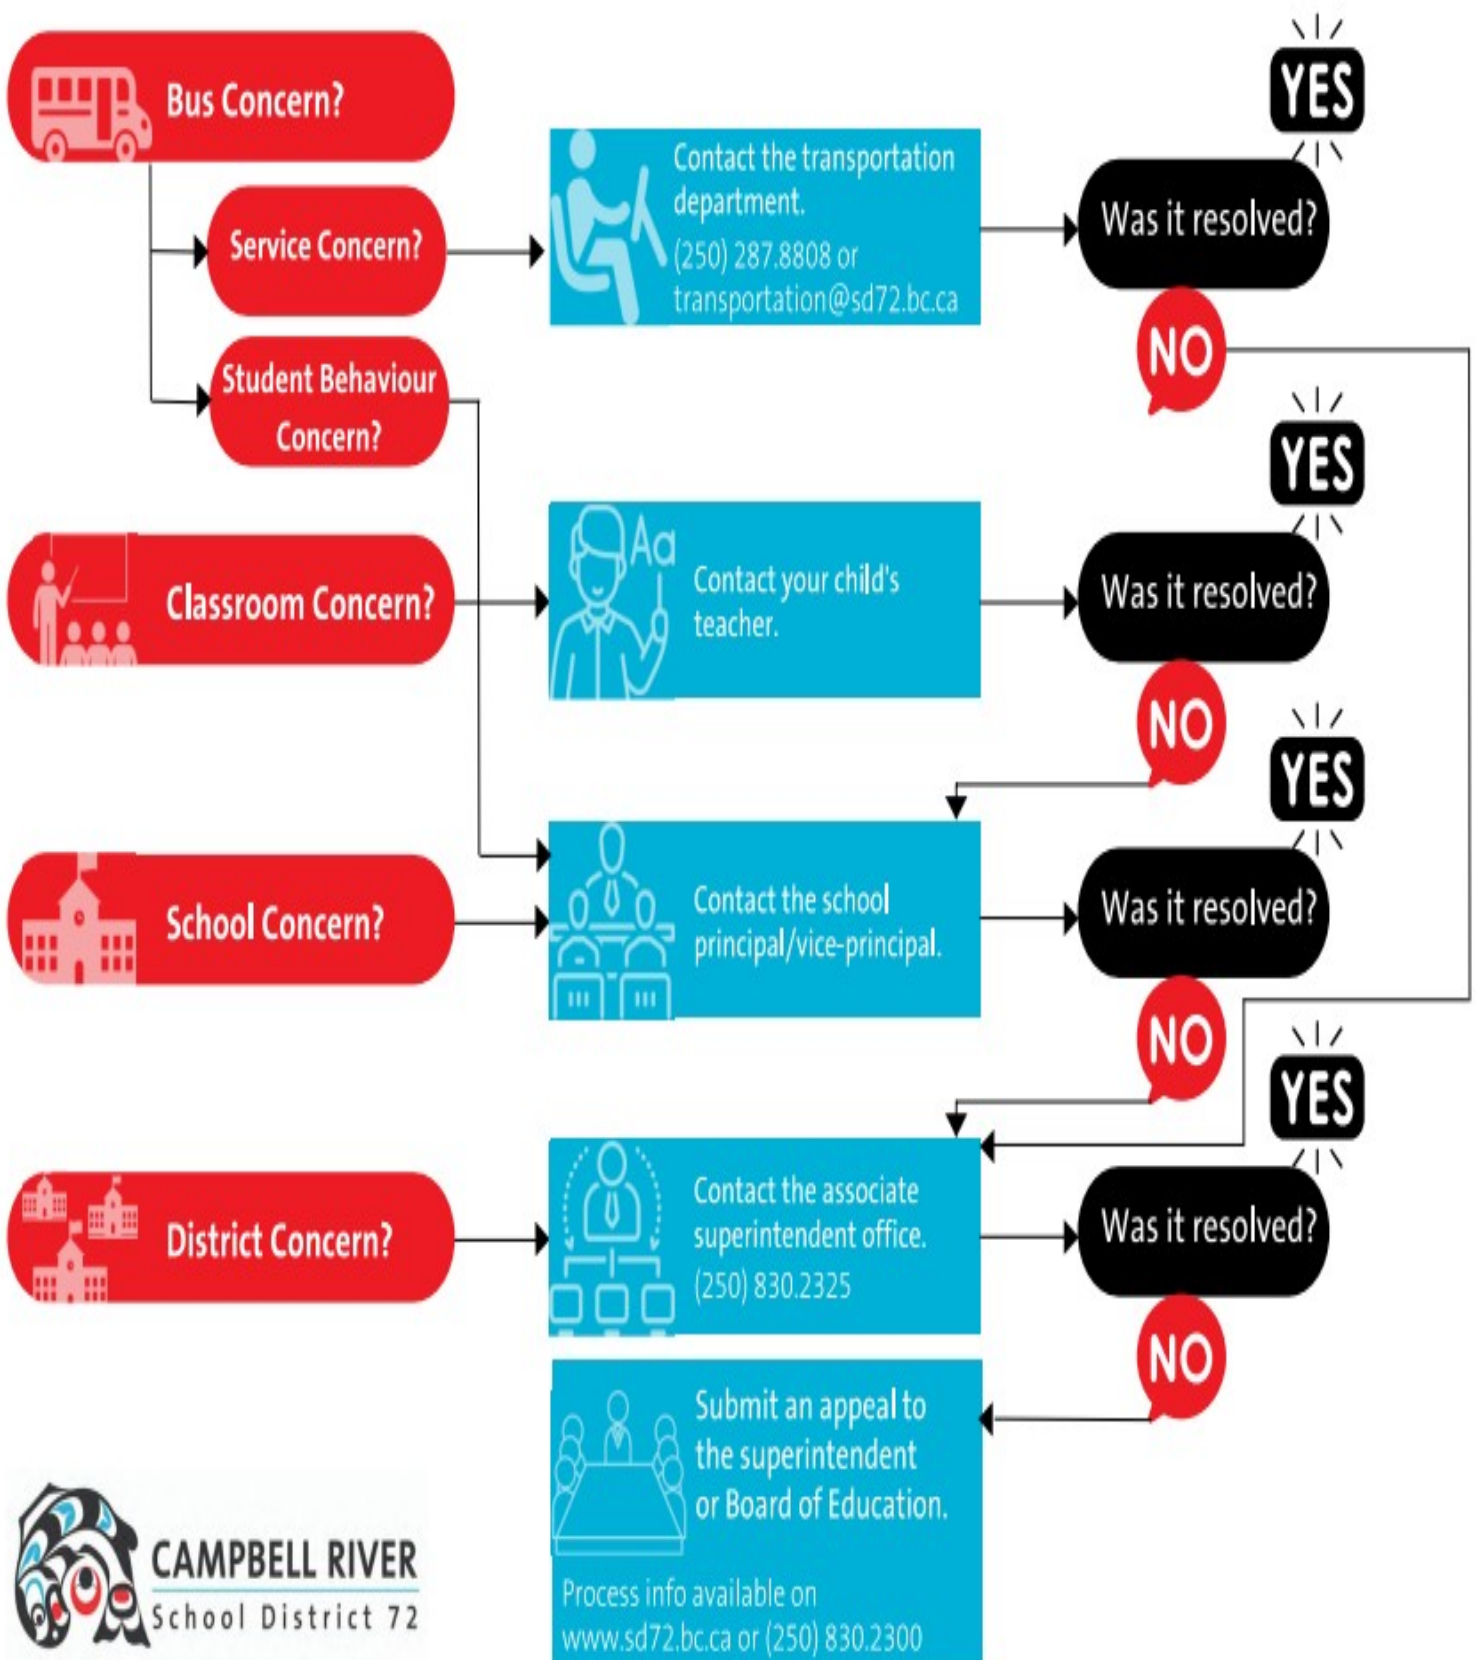 Bus Concern?
Service Concern?
Student Behaviour
Concern?
Contact the transportation
department.
(250) 287.8808 or
transportation@sd72.bc.ca
Was it resolved?
YES
NO
Classroom Concern?
Aa
Contact your child's
teacher.
Was it resolved?
YES
NO
School Concern?
Contact the school
principal/vice-principal.
Was it resolved?
YES
NO
District Concern?
Contact the associate
superintendent office.
(250) 830.2325
Was it resolved?
YES
NO
Submit an appeal to
the superintendent
or Board of Education.
Process info available on
www.sd72.bc.ca or (250) 830.2300
CAMPBELL RIVER
School District 72